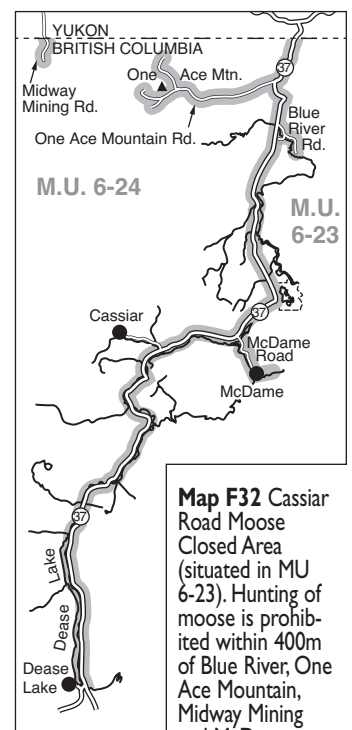 YUKON
BRITISH COLUMBIA
One Ace Mtn.
37
Midway
Mining Rd.
Blue
River
Rd.
One Ace Mountain Rd.
M.U. 6-24
M.U.
6-23
Cassiar
37
McDame
Road
McDame
37
Dease Lake
Dease
Lake
Map F32 Cassiar
Road Moose
Closed Area
(situated in MU
6-23). Hunting of
moose is prohib-
ited within 400m
of Blue River, One
Ace Mountain,
Midway Mining
and McDame